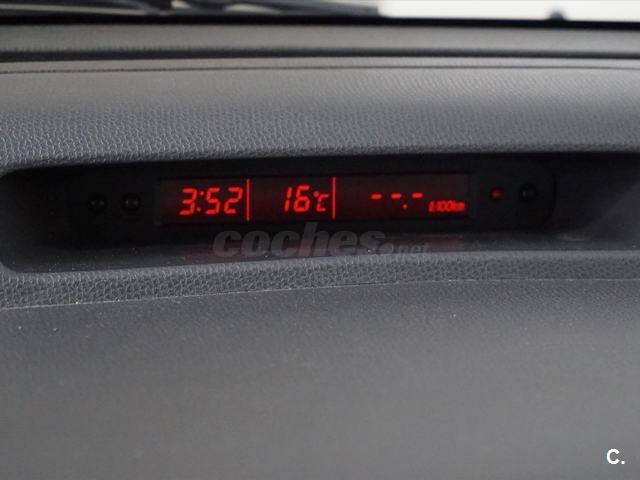 3:52 16°C --.- ℓ/100km
coches.net
C.